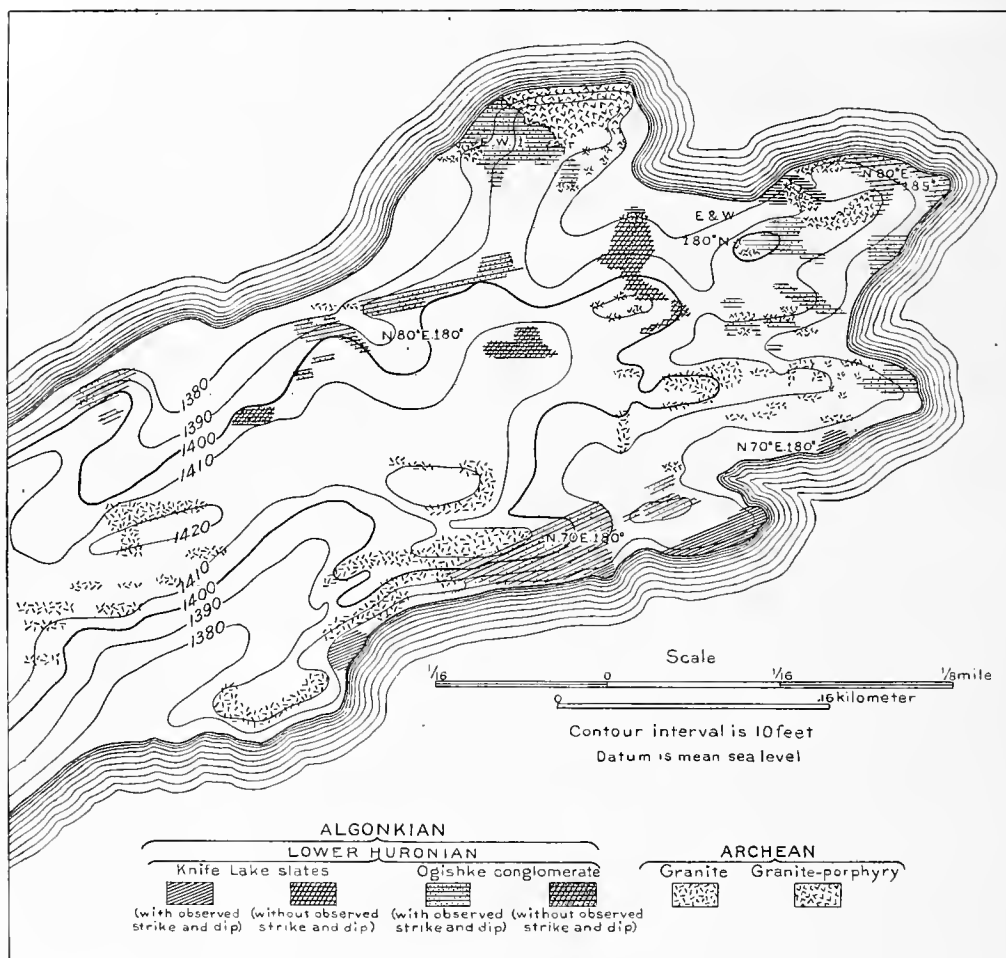 E.W. 1
N 80° E.
185°
E & W
180° N
N 80° E. 180°
1380
1390
1400
1410
N 70° E. 180°
1420
N. 70 E. 180°
1410
1400
1390
1380
Scale
1/16 0 1/16 1/8 mile
0 .16 kilometer
Contour interval is 10 feet
Datum is mean sea level
ALGONKIAN
LOWER HURONIAN
ARCHEAN
Knife Lake slates Ogishke conglomerate Granite Granite-porphyry
(with observed strike and dip) (without observed strike and dip) (with observed strike and dip) (without observed strike and dip)